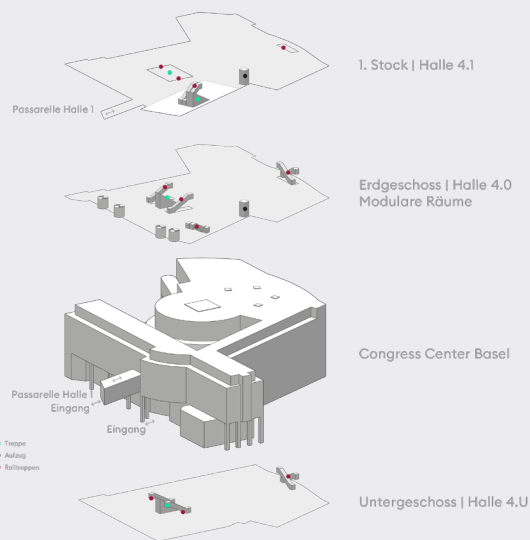 1. Stock | Halle 4.1
Passarelle Halle 1
Erdgeschoss | Halle 4.0
Modulare Räume
Congress Center Basel
Passarelle Halle 1
Eingang
Eingang
Treppe
Aufzug
Rolltreppen
Untergeschoss | Halle 4.U